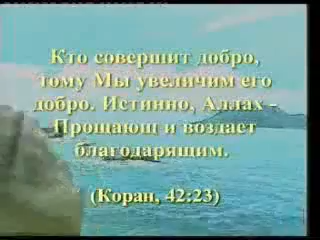 Кто совершит добро,
тому Мы увеличим его
добро. Истинно, Аллах -
Прощающ и воздает
благодарящим.
(Коран, 42:23)